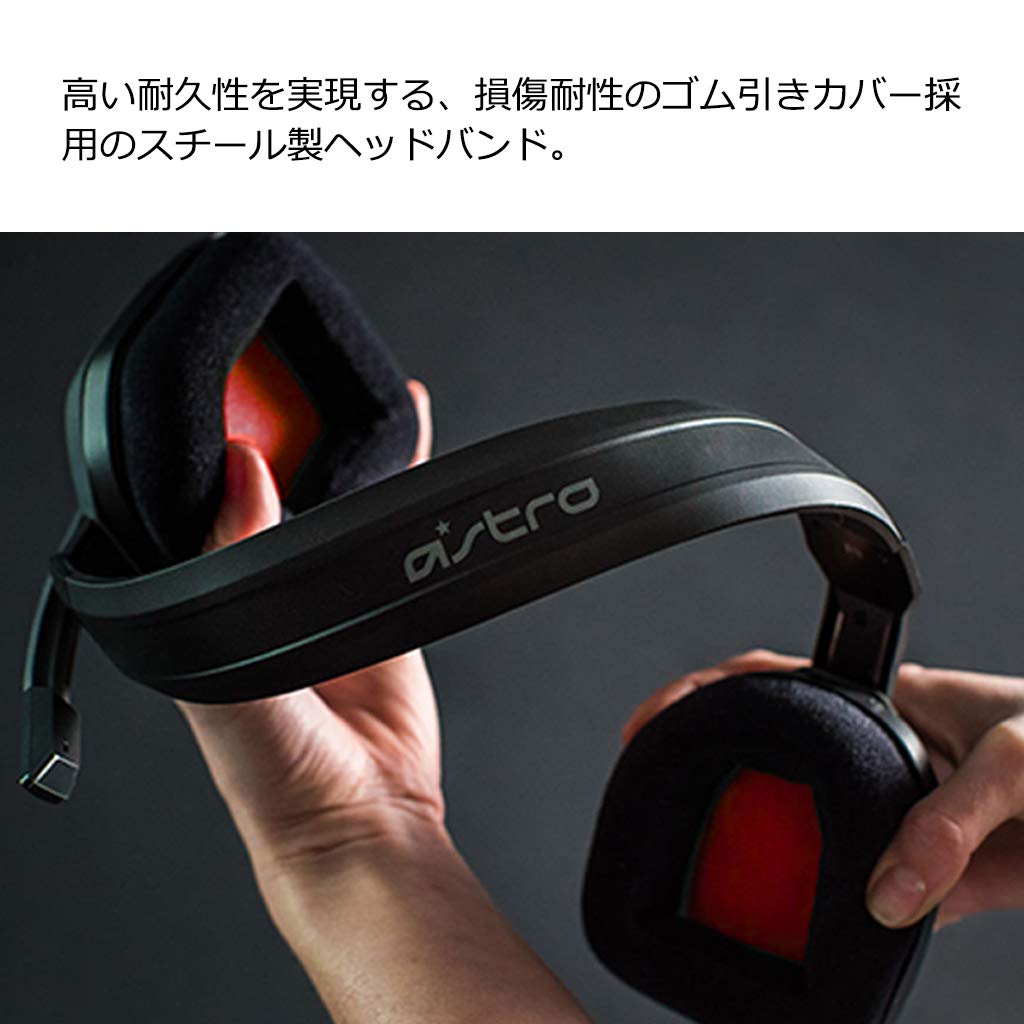 高い耐久性を実現する、損傷耐性のゴム引きカバー採
用のスチール製ヘッドバンド。
astro